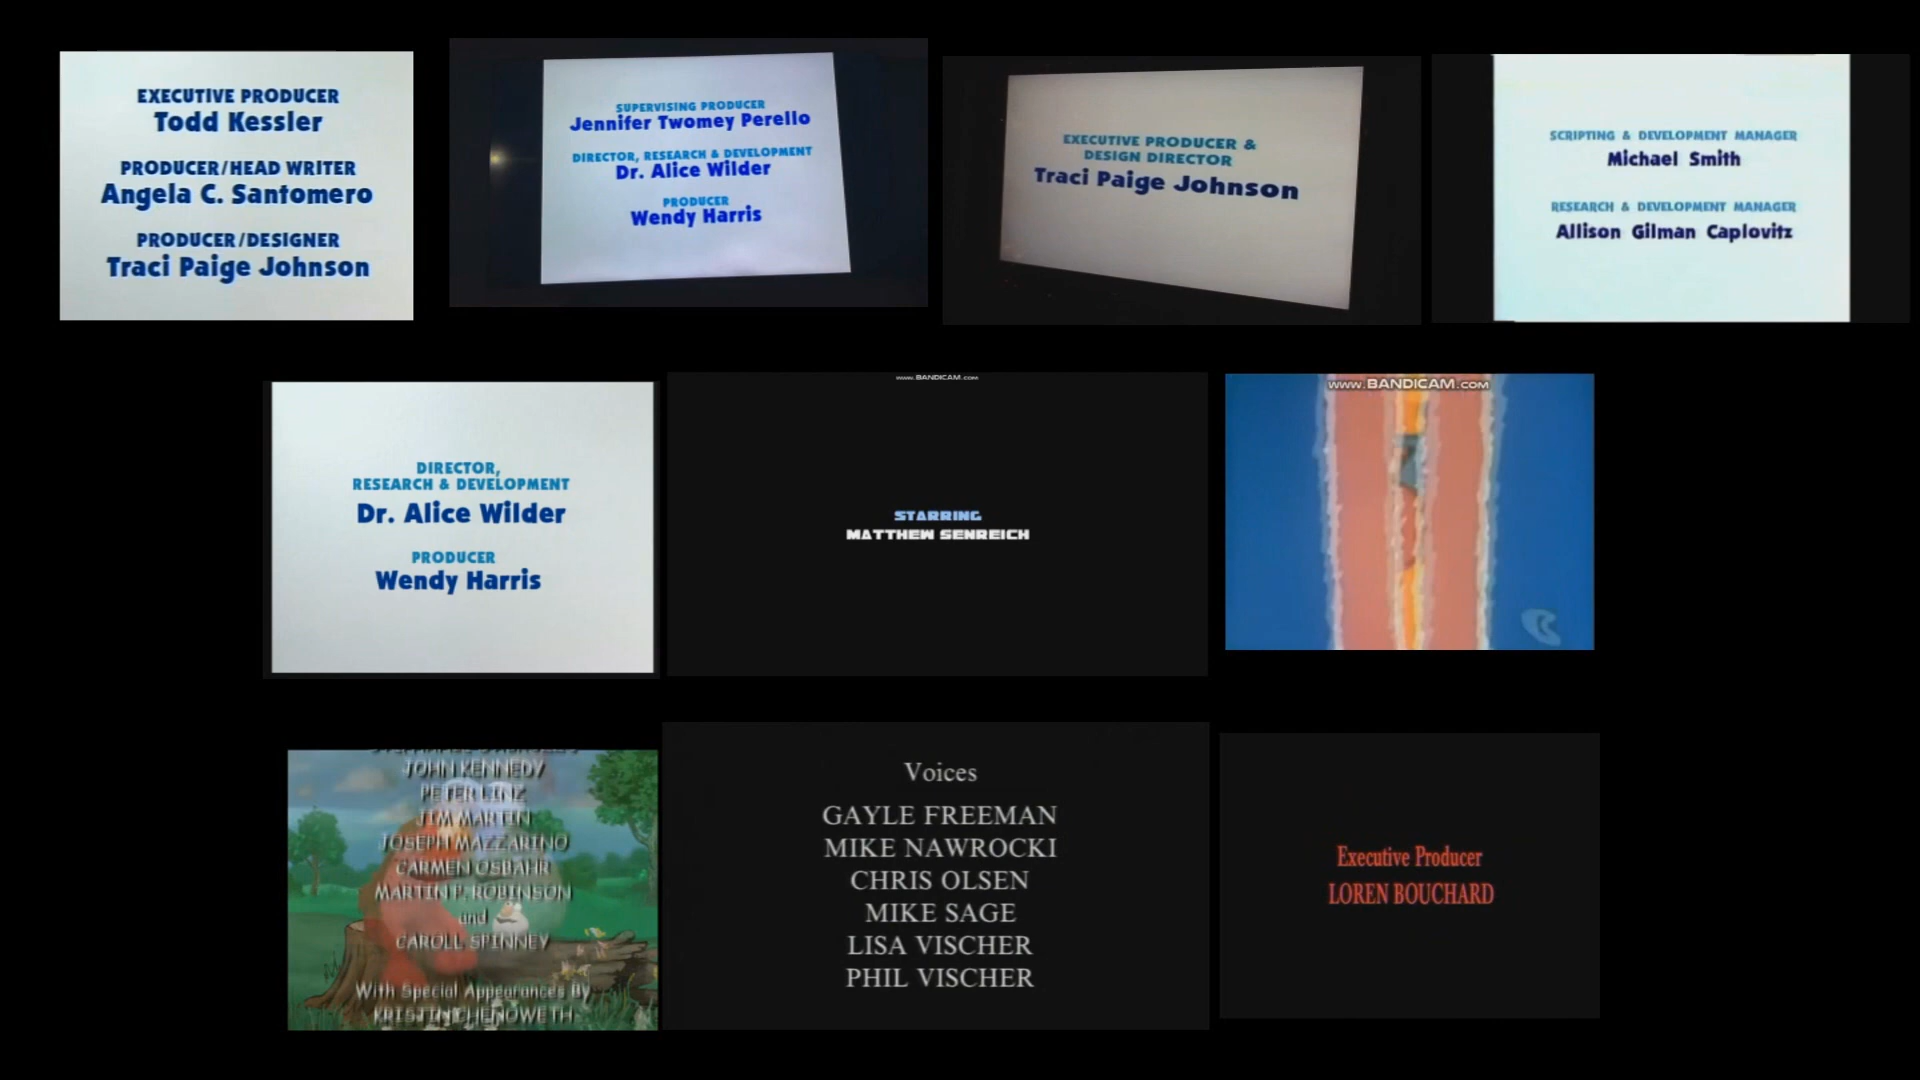 EXECUTIVE PRODUCER
Todd Kessler
PRODUCER/HEAD WRITER
Angela C. Santomero
PRODUCER/DESIGNER
Traci Paige Johnson
SUPERVISING PRODUCER
Jennifer Twomey Perello
DIRECTOR, RESEARCH & DEVELOPMENT
Dr. Alice Wilder
PRODUCER
Wendy Harris
EXECUTIVE PRODUCER &
DESIGN DIRECTOR
Traci Paige Johnson
SCRIPTING & DEVELOPMENT MANAGER
Michael Smith
RESEARCH & DEVELOPMENT MANAGER
Allison Gilman Caplovitz
DIRECTOR,
RESEARCH & DEVELOPMENT
Dr. Alice Wilder
PRODUCER
Wendy Harris
www.BANDICAM.com
STARRING
MATTHEW SENREICH
www.BANDICAM.com
JOHN KENNEDY
PETER LINZ
JIM MARTIN
JOSEPH MAZZARINO
CARMEN OSBAHR
MARTIN P. ROBINSON
and
CAROLL SPINNEY
With Special Appearances By
KRISTIN CHENOWETH
Voices
GAYLE FREEMAN
MIKE NAWROCKI
CHRIS OLSEN
MIKE SAGE
LISA VISCHER
PHIL VISCHER
Executive Producer
LOREN BOUCHARD